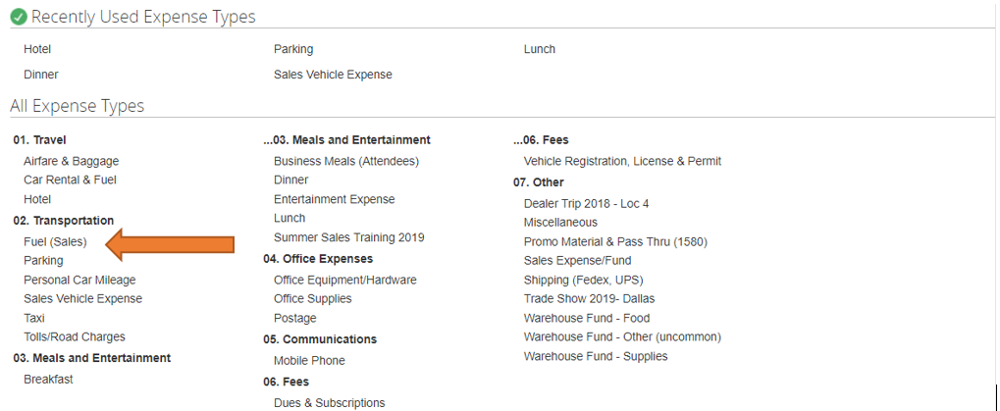 Recently Used Expense Types
Hotel
Parking
Lunch
Dinner
Sales Vehicle Expense
All Expense Types
01. Travel
Airfare & Baggage
Car Rental & Fuel
Hotel
02. Transportation
Fuel (Sales)
Parking
Personal Car Mileage
Sales Vehicle Expense
Taxi
Tolls/Road Charges
03. Meals and Entertainment
Breakfast
...03. Meals and Entertainment
Business Meals (Attendees)
Dinner
Entertainment Expense
Lunch
Summer Sales Training 2019
04. Office Expenses
Office Equipment/Hardware
Office Supplies
Postage
05. Communications
Mobile Phone
06. Fees
Dues & Subscriptions
...06. Fees
Vehicle Registration, License & Permit
07. Other
Dealer Trip 2018 - Loc 4
Miscellaneous
Promo Material & Pass Thru (1580)
Sales Expense/Fund
Shipping (Fedex, UPS)
Trade Show 2019- Dallas
Warehouse Fund - Food
Warehouse Fund - Other (uncommon)
Warehouse Fund - Supplies